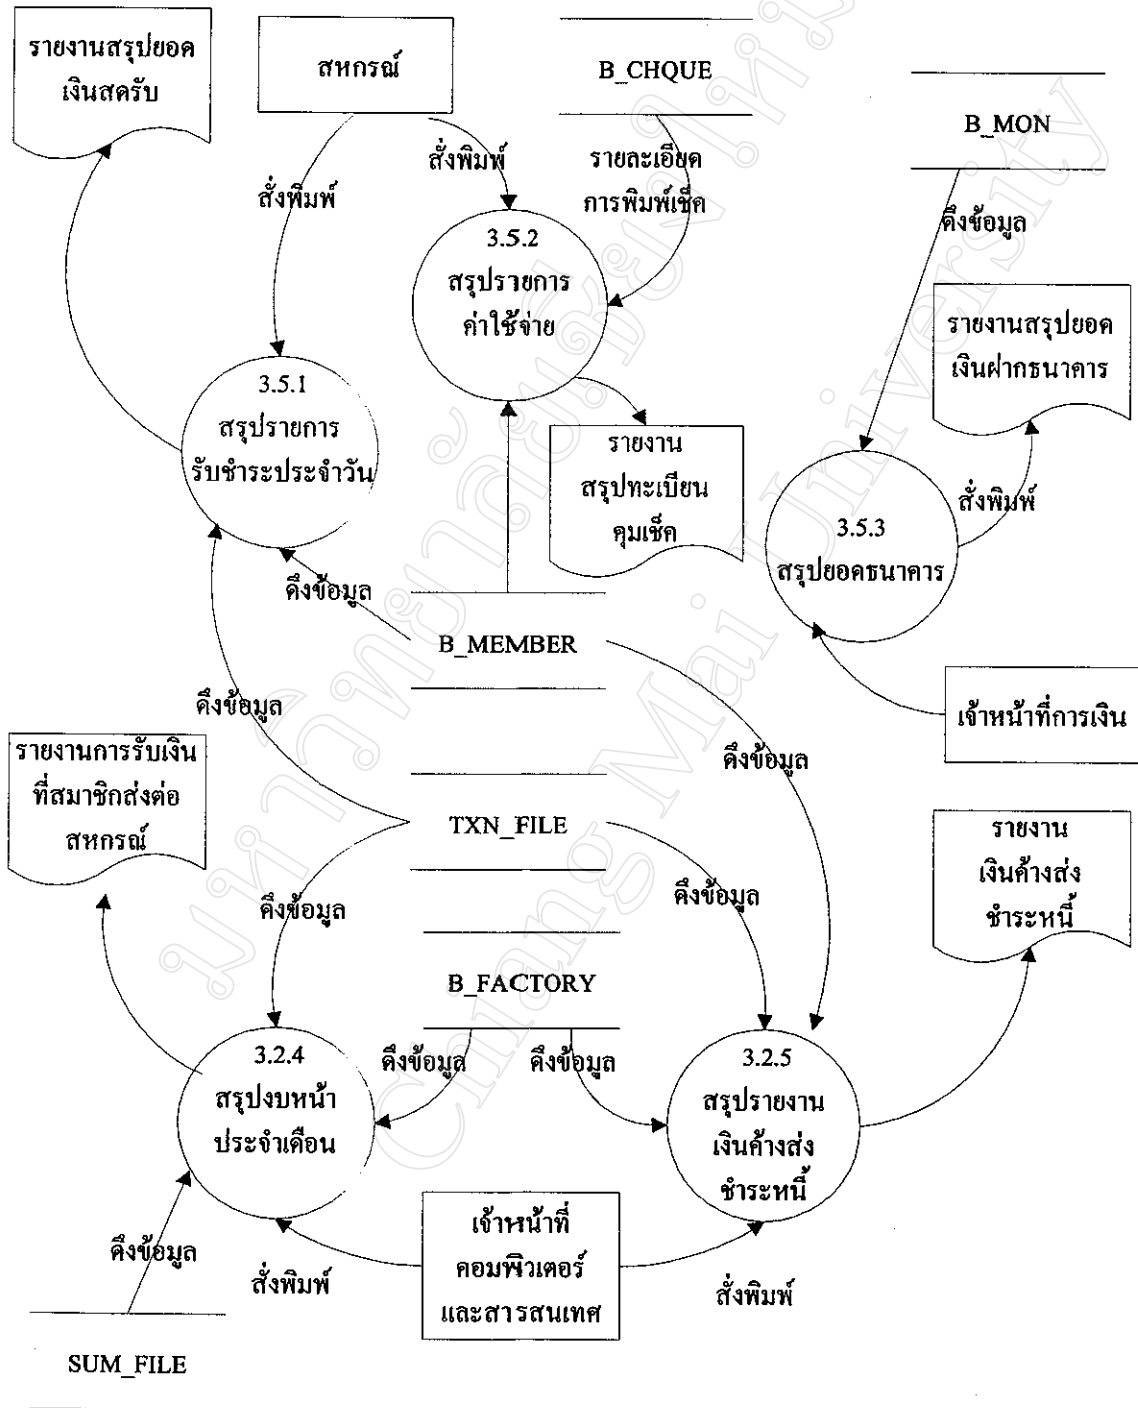 รายงานสรุปยอด
เงินสดรับ
สหกรณ์
B_CHQUE
B_MON
สั่งพิมพ์
สั่งพิมพ์
รายละเอียด
การพิมพ์เช็ค
ดึงข้อมูล
3.5.2
สรุปรายการ
ค่าใช้จ่าย
รายงานสรุปยอด
เงินฝากธนาคาร
3.5.1
สรุปรายการ
รับชำระประจำวัน
รายงาน
สรุปทะเบียน
คุมเช็ค
สั่งพิมพ์
3.5.3
สรุปยอดธนาคาร
ดึงข้อมูล
B_MEMBER
ดึงข้อมูล
เจ้าหน้าที่การเงิน
รายงานการรับเงิน
ที่สมาชิกส่งต่อ
สหกรณ์
ดึงข้อมูล
TXN_FILE
รายงาน
เงินค้างส่ง
ชำระหนี้
ดึงข้อมูล
ดึงข้อมูล
B_FACTORY
3.2.4
สรุปงบหน้า
ประจำเดือน
ดึงข้อมูล
ดึงข้อมูล
3.2.5
สรุปรายงาน
เงินค้างส่ง
ชำระหนี้
ดึงข้อมูล
สั่งพิมพ์
เจ้าหน้าที่
คอมพิวเตอร์
และสารสนเทศ
สั่งพิมพ์
SUM_FILE
มหาวิทยาลัยเชียงใหม่
Chiang Mai University